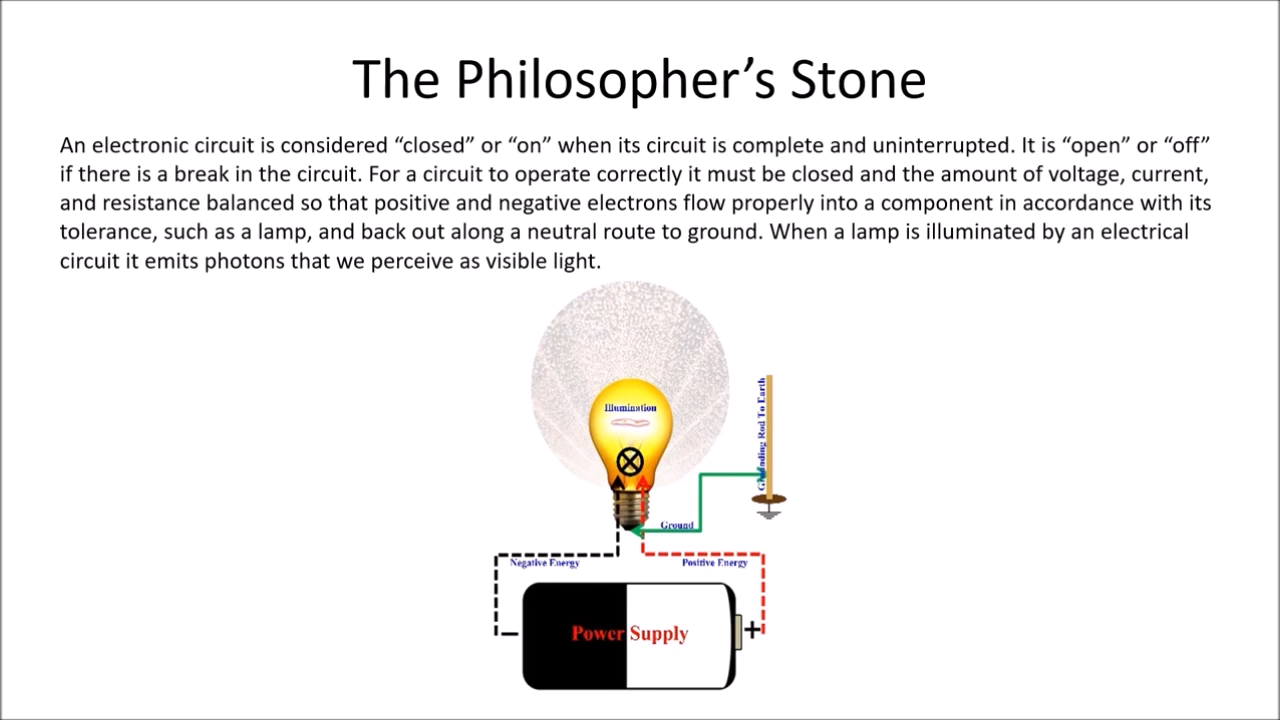 The Philosopher’s Stone
An electronic circuit is considered “closed” or “on” when its circuit is complete and uninterrupted. It is “open” or “off”
if there is a break in the circuit. For a circuit to operate correctly it must be closed and the amount of voltage, current,
and resistance balanced so that positive and negative electrons flow properly into a component in accordance with its
tolerance, such as a lamp, and back out along a neutral route to ground. When a lamp is illuminated by an electrical
circuit it emits photons that we perceive as visible light.
Illumination
Grounding Rod To Earth
Ground
Negative Energy
Positive Energy
− Power Supply +